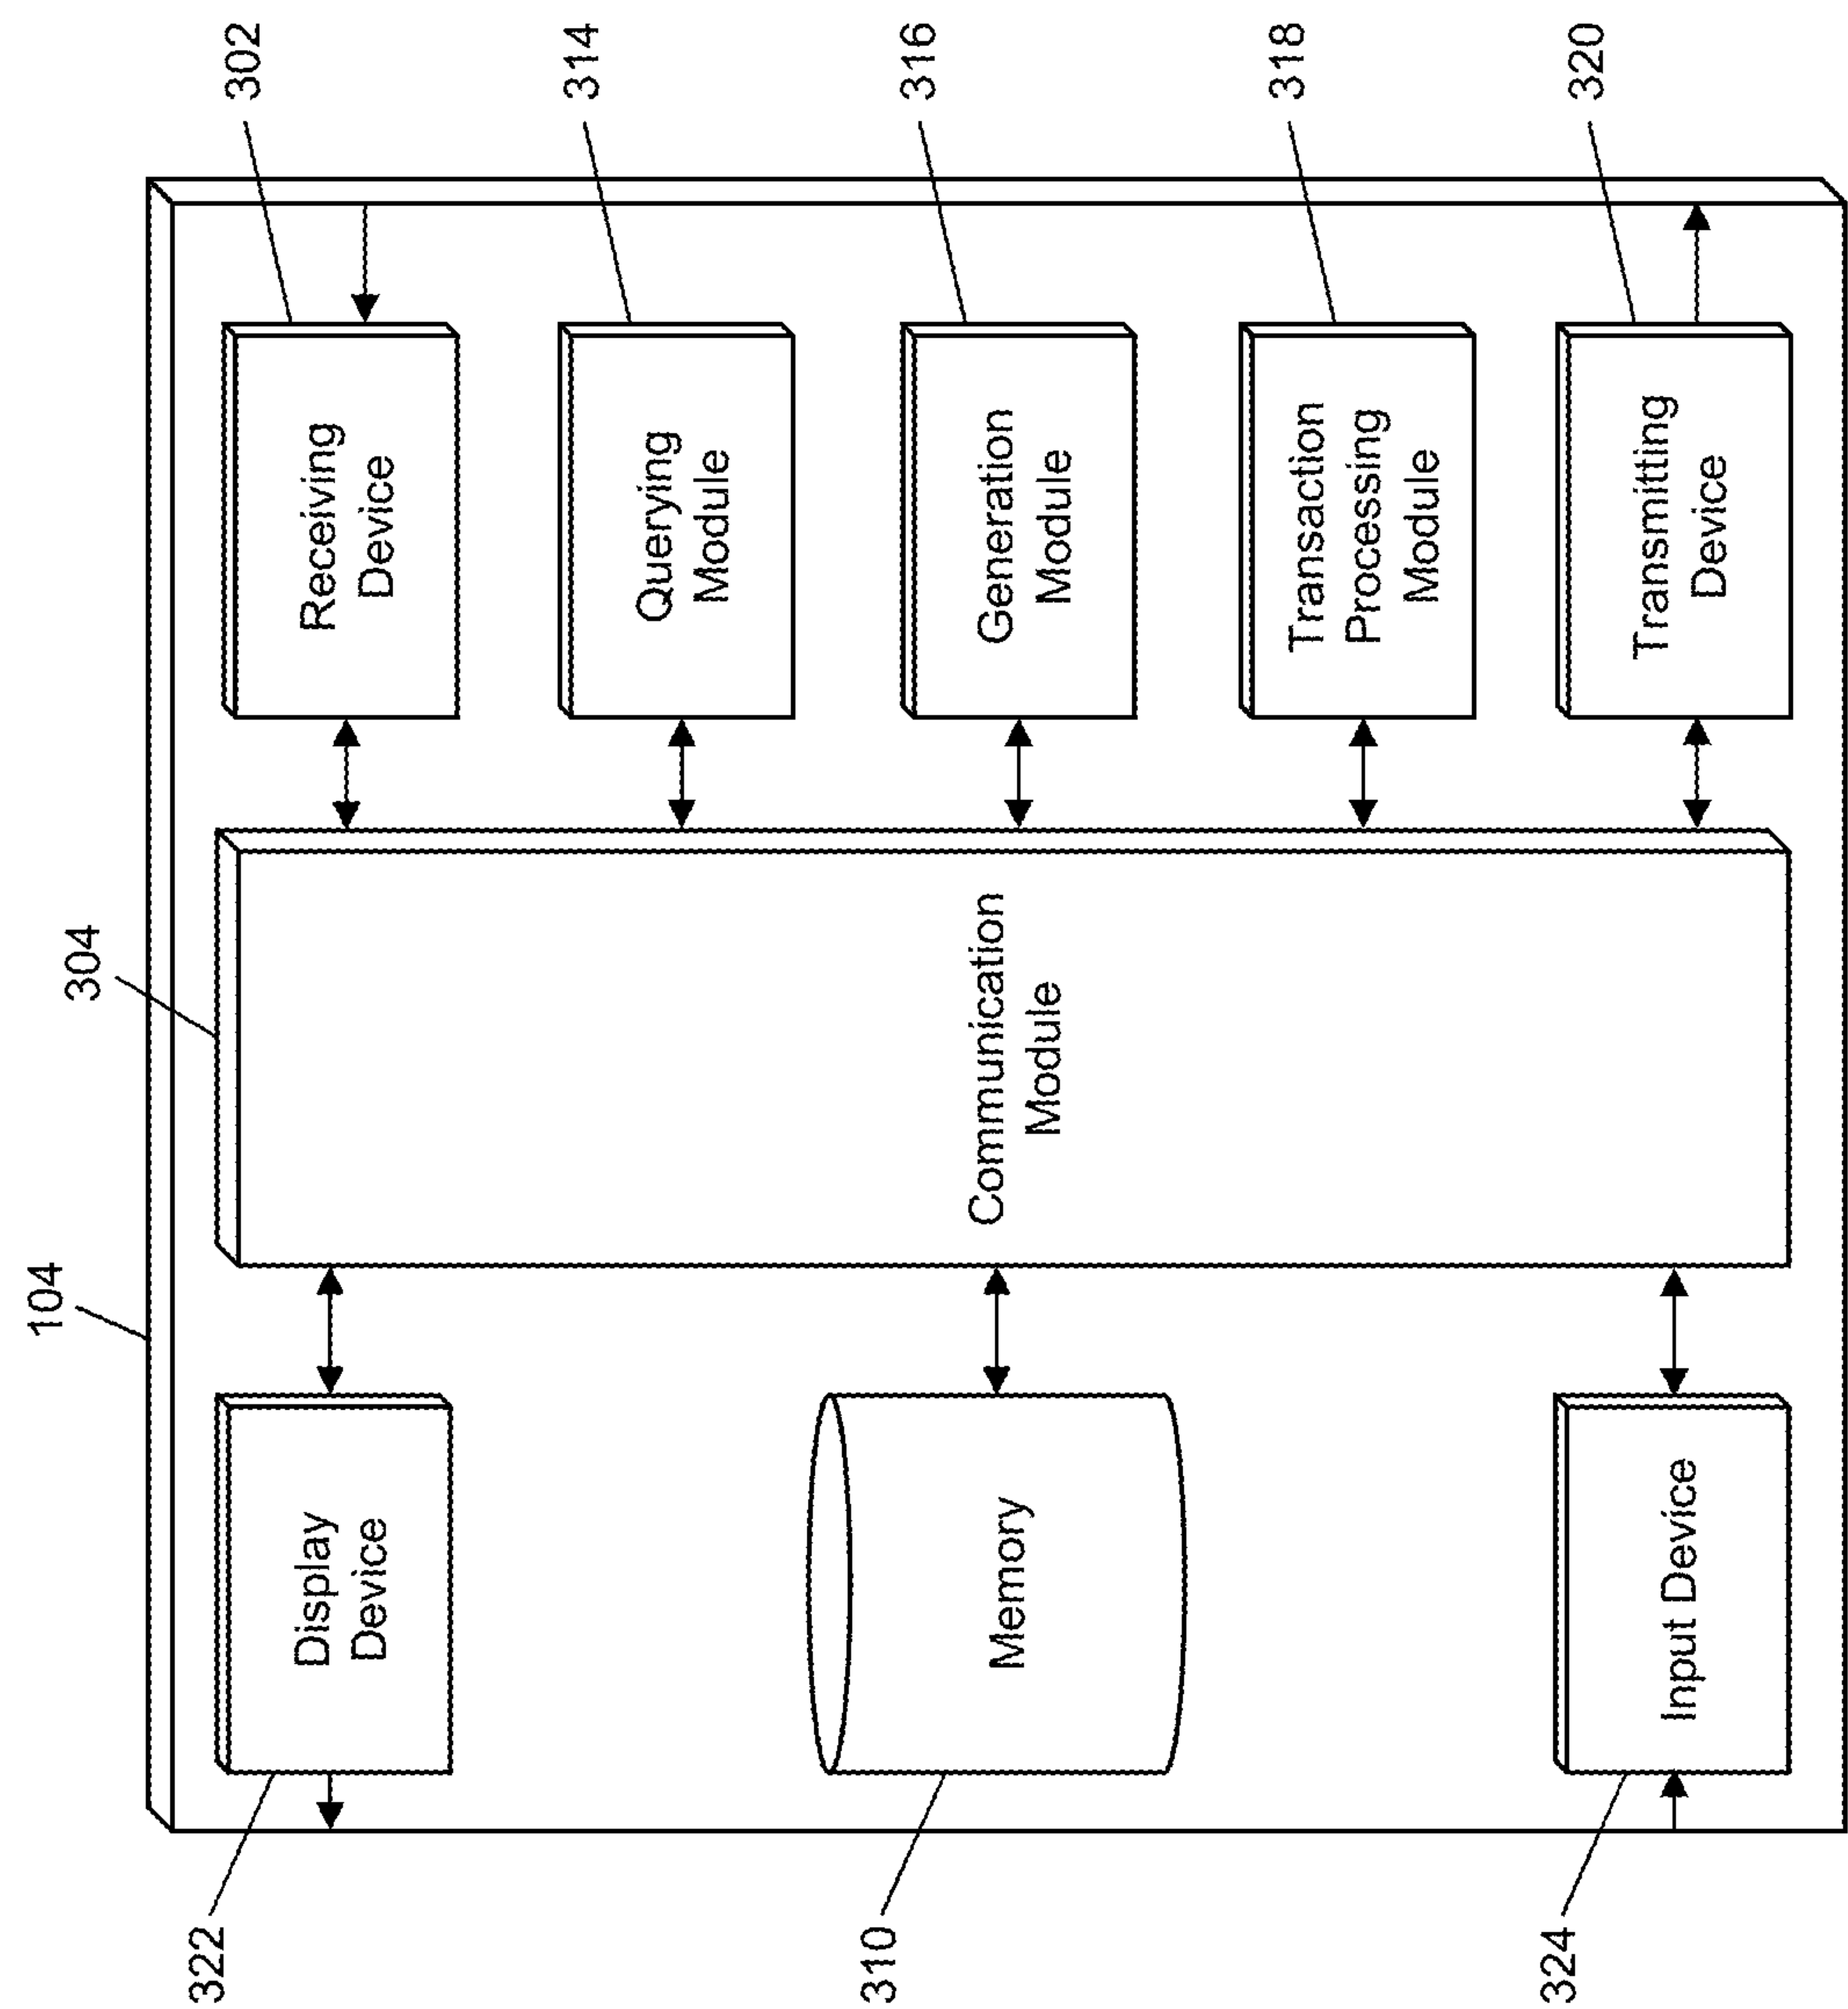 104
304
322
Display
Device
310
Memory
324
Input Device
Communication
Module
Receiving
Device
302
Querying
Module
314
Generation
Module
316
Transaction
Processing
Module
318
Transmitting
Device
320